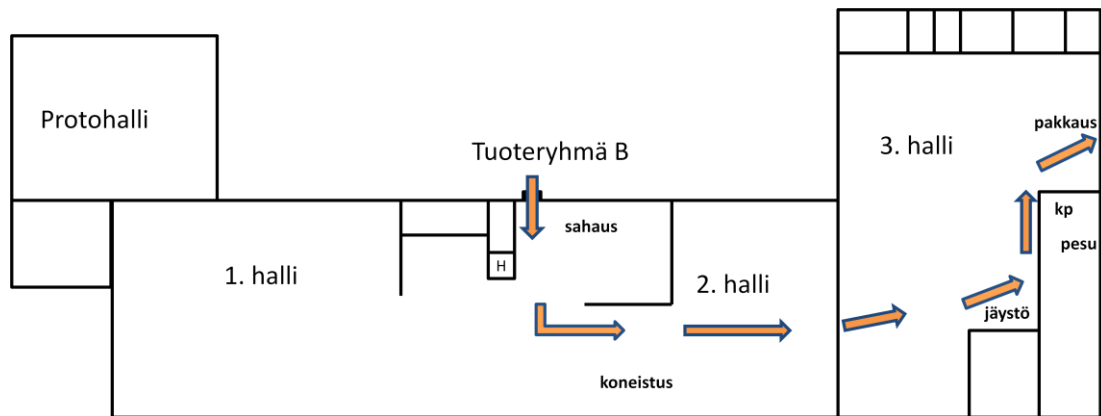 Protohalli
Tuoteryhmä B
pakkaus
3. halli
kp
sahaus
pesu
H
1. halli
2. halli
jäystö
koneistus